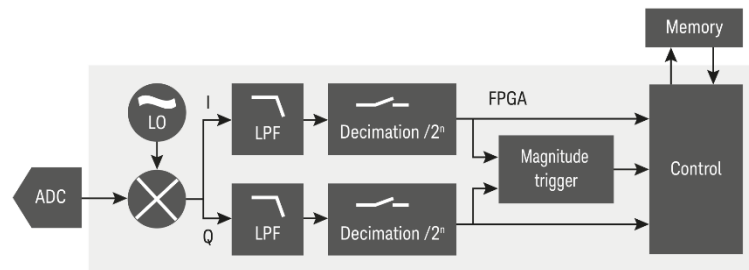 Memory
LO
I
LPF
Decimation /2ⁿ
FPGA
Magnitude
trigger
Control
ADC
Q
LPF
Decimation /2ⁿ